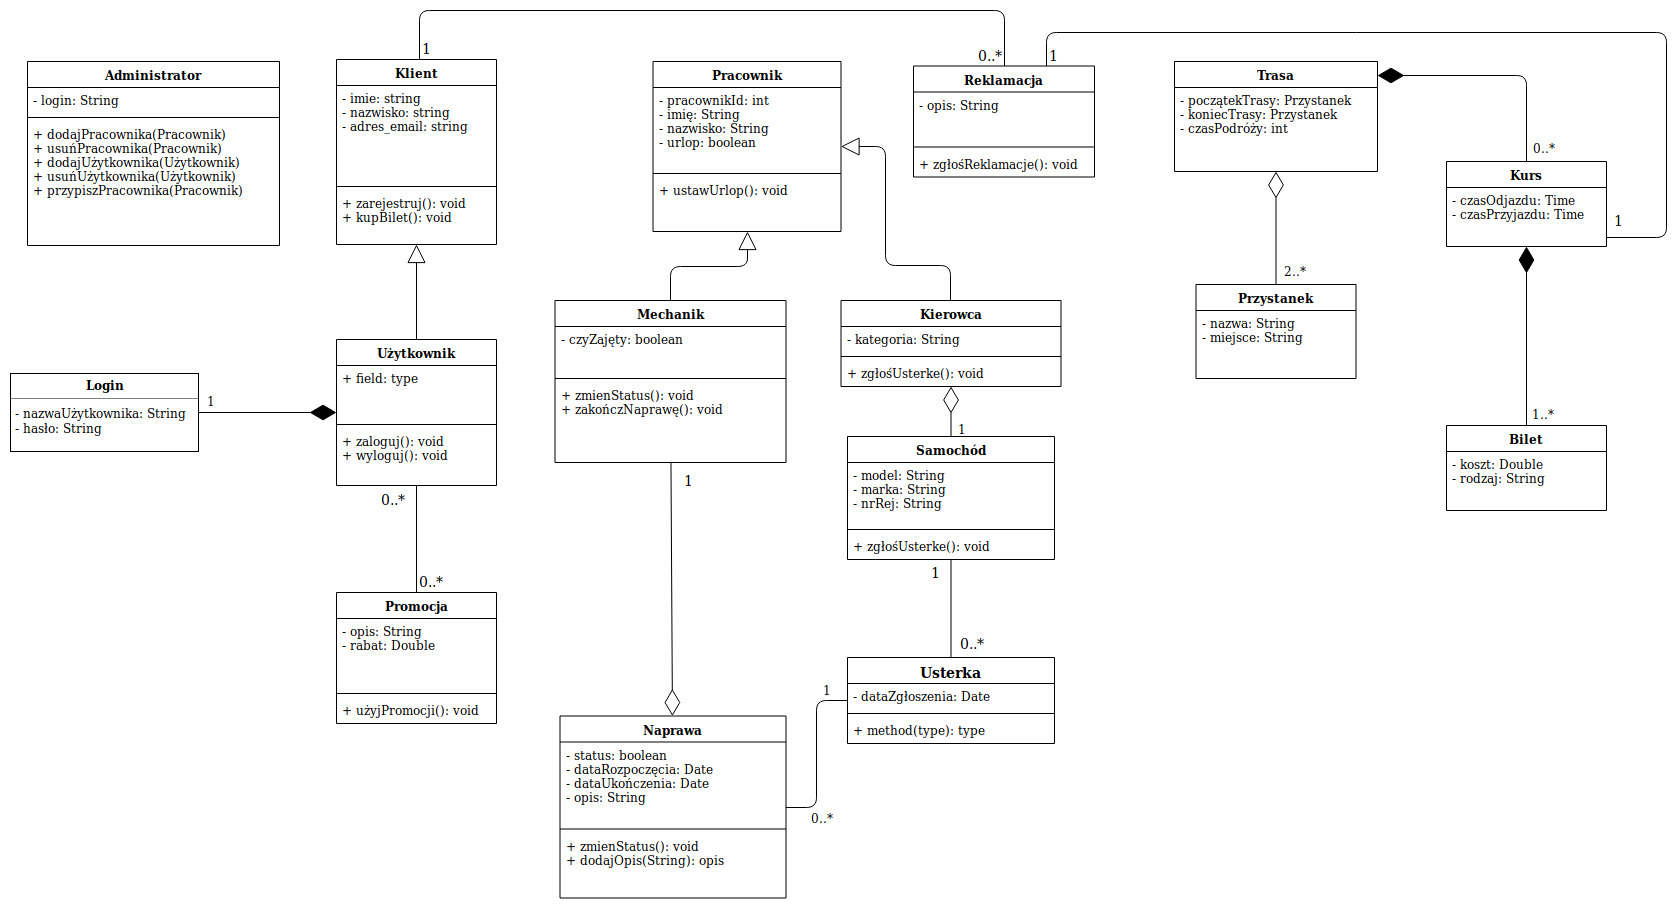 Administrator
- login: String
+ dodajPracownika(Pracownik)
+ usuńPracownika(Pracownik)
+ dodajUżytkownika(Użytkownik)
+ usuńUżytkownika(Użytkownik)
+ przypiszPracownika(Pracownik)
1
Klient
- imie: string
- nazwisko: string
- adres_email: string
+ zarejestruj(): void
+ kupBilet(): void
Pracownik
- pracownikId: int
- imię: String
- nazwisko: String
- urlop: boolean
+ ustawUrlop(): void
0..*
1
Reklamacja
- opis: String
+ zgłośReklamacje(): void
Trasa
- początekTrasy: Przystanek
- koniecTrasy: Przystanek
- czasPodróży: int
0..*
Kurs
- czasOdjazdu: Time
- czasPrzyjazdu: Time
1
2..*
Przystanek
- nazwa: String
- miejsce: String
1..*
Bilet
- koszt: Double
- rodzaj: String
Login
- nazwaUżytkownika: String
- hasło: String
1
Użytkownik
+ field: type
+ zaloguj(): void
+ wyloguj(): void
0..*
0..*
Promocja
- opis: String
- rabat: Double
+ użyjPromocji(): void
Mechanik
- czyZajęty: boolean
+ zmienStatus(): void
+ zakończNaprawę(): void
1
Kierowca
- kategoria: String
+ zgłośUsterke(): void
1
Samochód
- model: String
- marka: String
- nrRej: String
+ zgłośUsterke(): void
1
0..*
Usterka
- dataZgłoszenia: Date
+ method(type): type
1
0..*
Naprawa
- status: boolean
- dataRozpoczęcia: Date
- dataUkończenia: Date
- opis: String
+ zmienStatus(): void
+ dodajOpis(String): opis